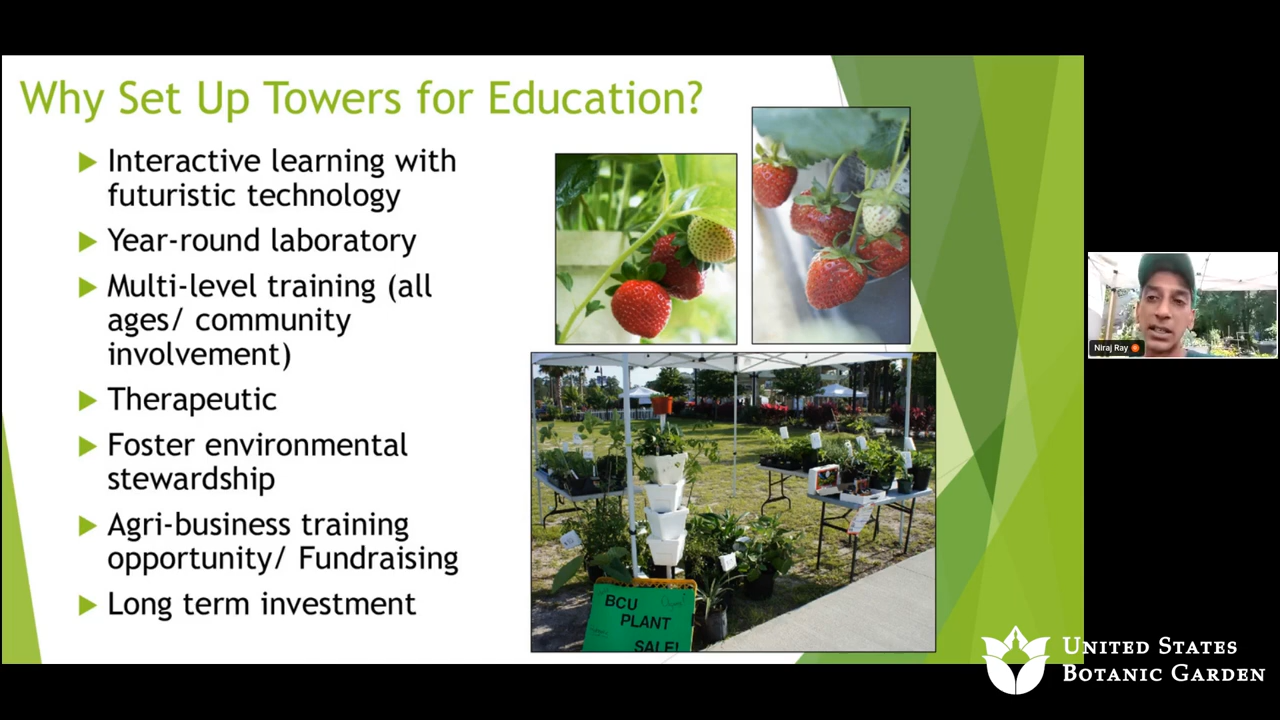 Why Set Up Towers for Education?
Interactive learning with
futuristic technology
Year-round laboratory
Multi-level training (all
ages/ community
involvement)
Therapeutic
Foster environmental
stewardship
Agri-business training
opportunity/ Fundraising
Long term investment
BCU
PLANT
SALE!
Niraj Ray
UNITED STATES
BOTANIC GARDEN